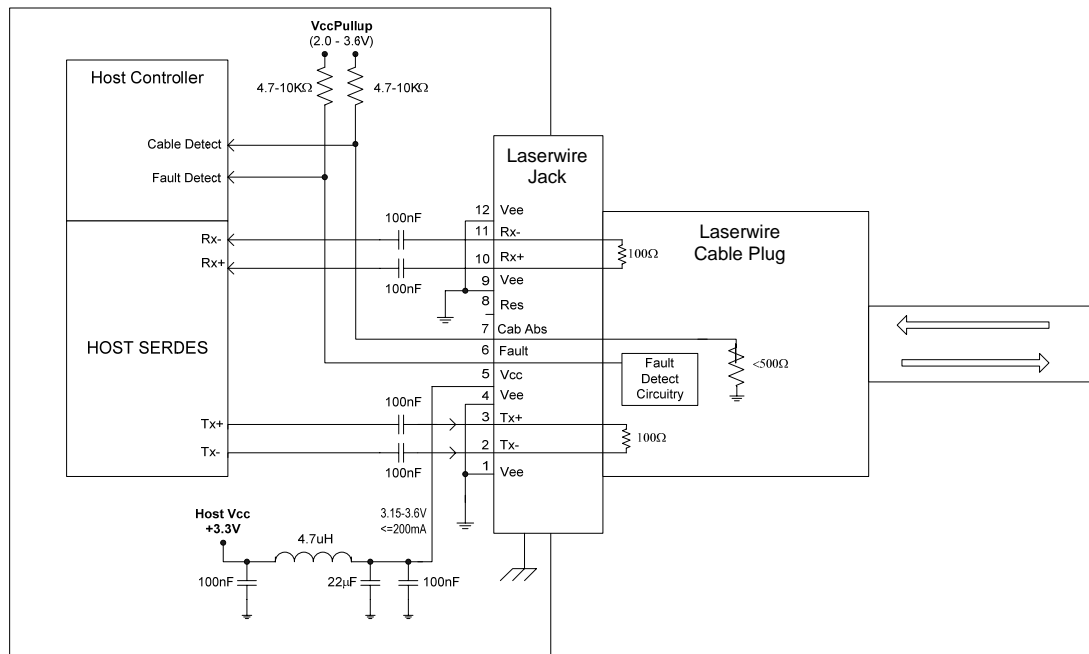 VccPullup
(2.0 - 3.6V)
Host Controller
4.7-10KΩ
4.7-10KΩ
Cable Detect
Fault Detect
Laserwire
Jack
Laserwire
Cable Plug
100nF
12 Vee
Rx-
11 Rx-
100Ω
Rx+
10 Rx+
100nF
9 Vee
8 Res
HOST SERDES
7 Cab Abs
6 Fault
<500Ω
Fault
Detect
Circuitry
5 Vcc
100nF
4 Vee
Tx+
3 Tx+
100Ω
Tx-
2 Tx-
100nF
1 Vee
Host Vcc
+3.3V
3.15-3.6V
<=200mA
4.7uH
100nF
22µF
100nF